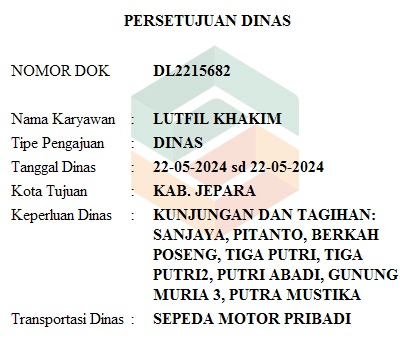 PERSETUJUAN DINAS
NOMOR DOK DL2215682
Nama Karyawan : LUTFIL KHAKIM
Tipe Pengajuan : DINAS
Tanggal Dinas : 22-05-2024 sd 22-05-2024
Kota Tujuan : KAB. JEPARA
Keperluan Dinas : KUNJUNGAN DAN TAGIHAN:
SANJAYA, PITANTO, BERKAH
POSENG, TIGA PUTRI, TIGA
PUTRI2, PUTRI ABADI, GUNUNG
MURIA 3, PUTRA MUSTIKA
Transportasi Dinas : SEPEDA MOTOR PRIBADI